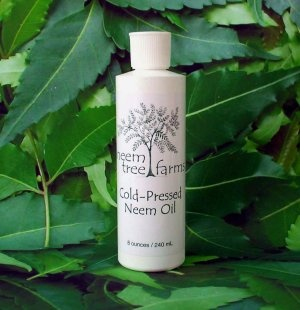 neem
tree farms
Cold-Pressed
Neem Oil
8 ounces / 240 mL